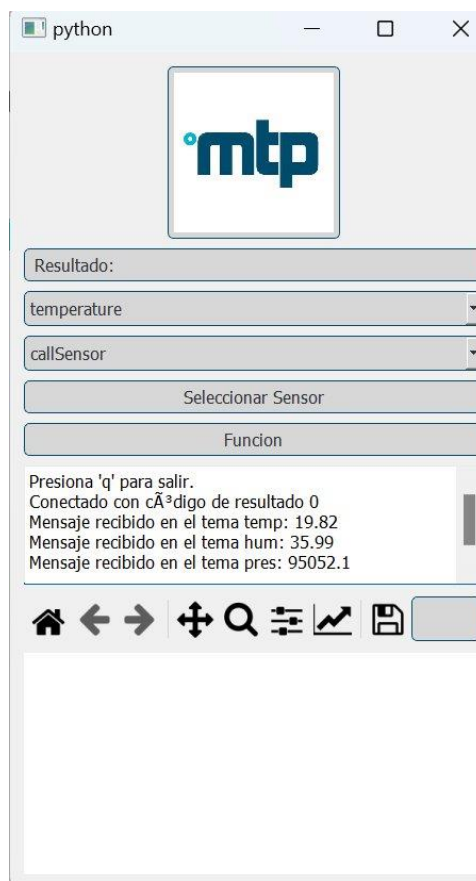 python
mtp
Resultado:
temperature
callSensor
Seleccionar Sensor
Funcion
Presiona 'q' para salir.
Conectado con cÃ³digo de resultado 0
Mensaje recibido en el tema temp: 19.82
Mensaje recibido en el tema hum: 35.99
Mensaje recibido en el tema pres: 95052.1